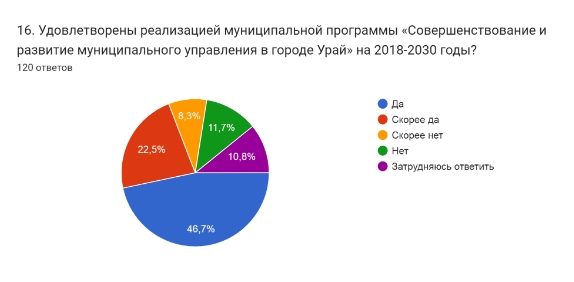 16. Удовлетворены реализацией муниципальной программы «Совершенствование и
развитие муниципального управления в городе Урай» на 2018-2030 годы?
120 ответов
Да
Скорее да
Скорее нет
Нет
Затрудняюсь ответить
8,3%
11,7%
22,5%
10,8%
46,7%